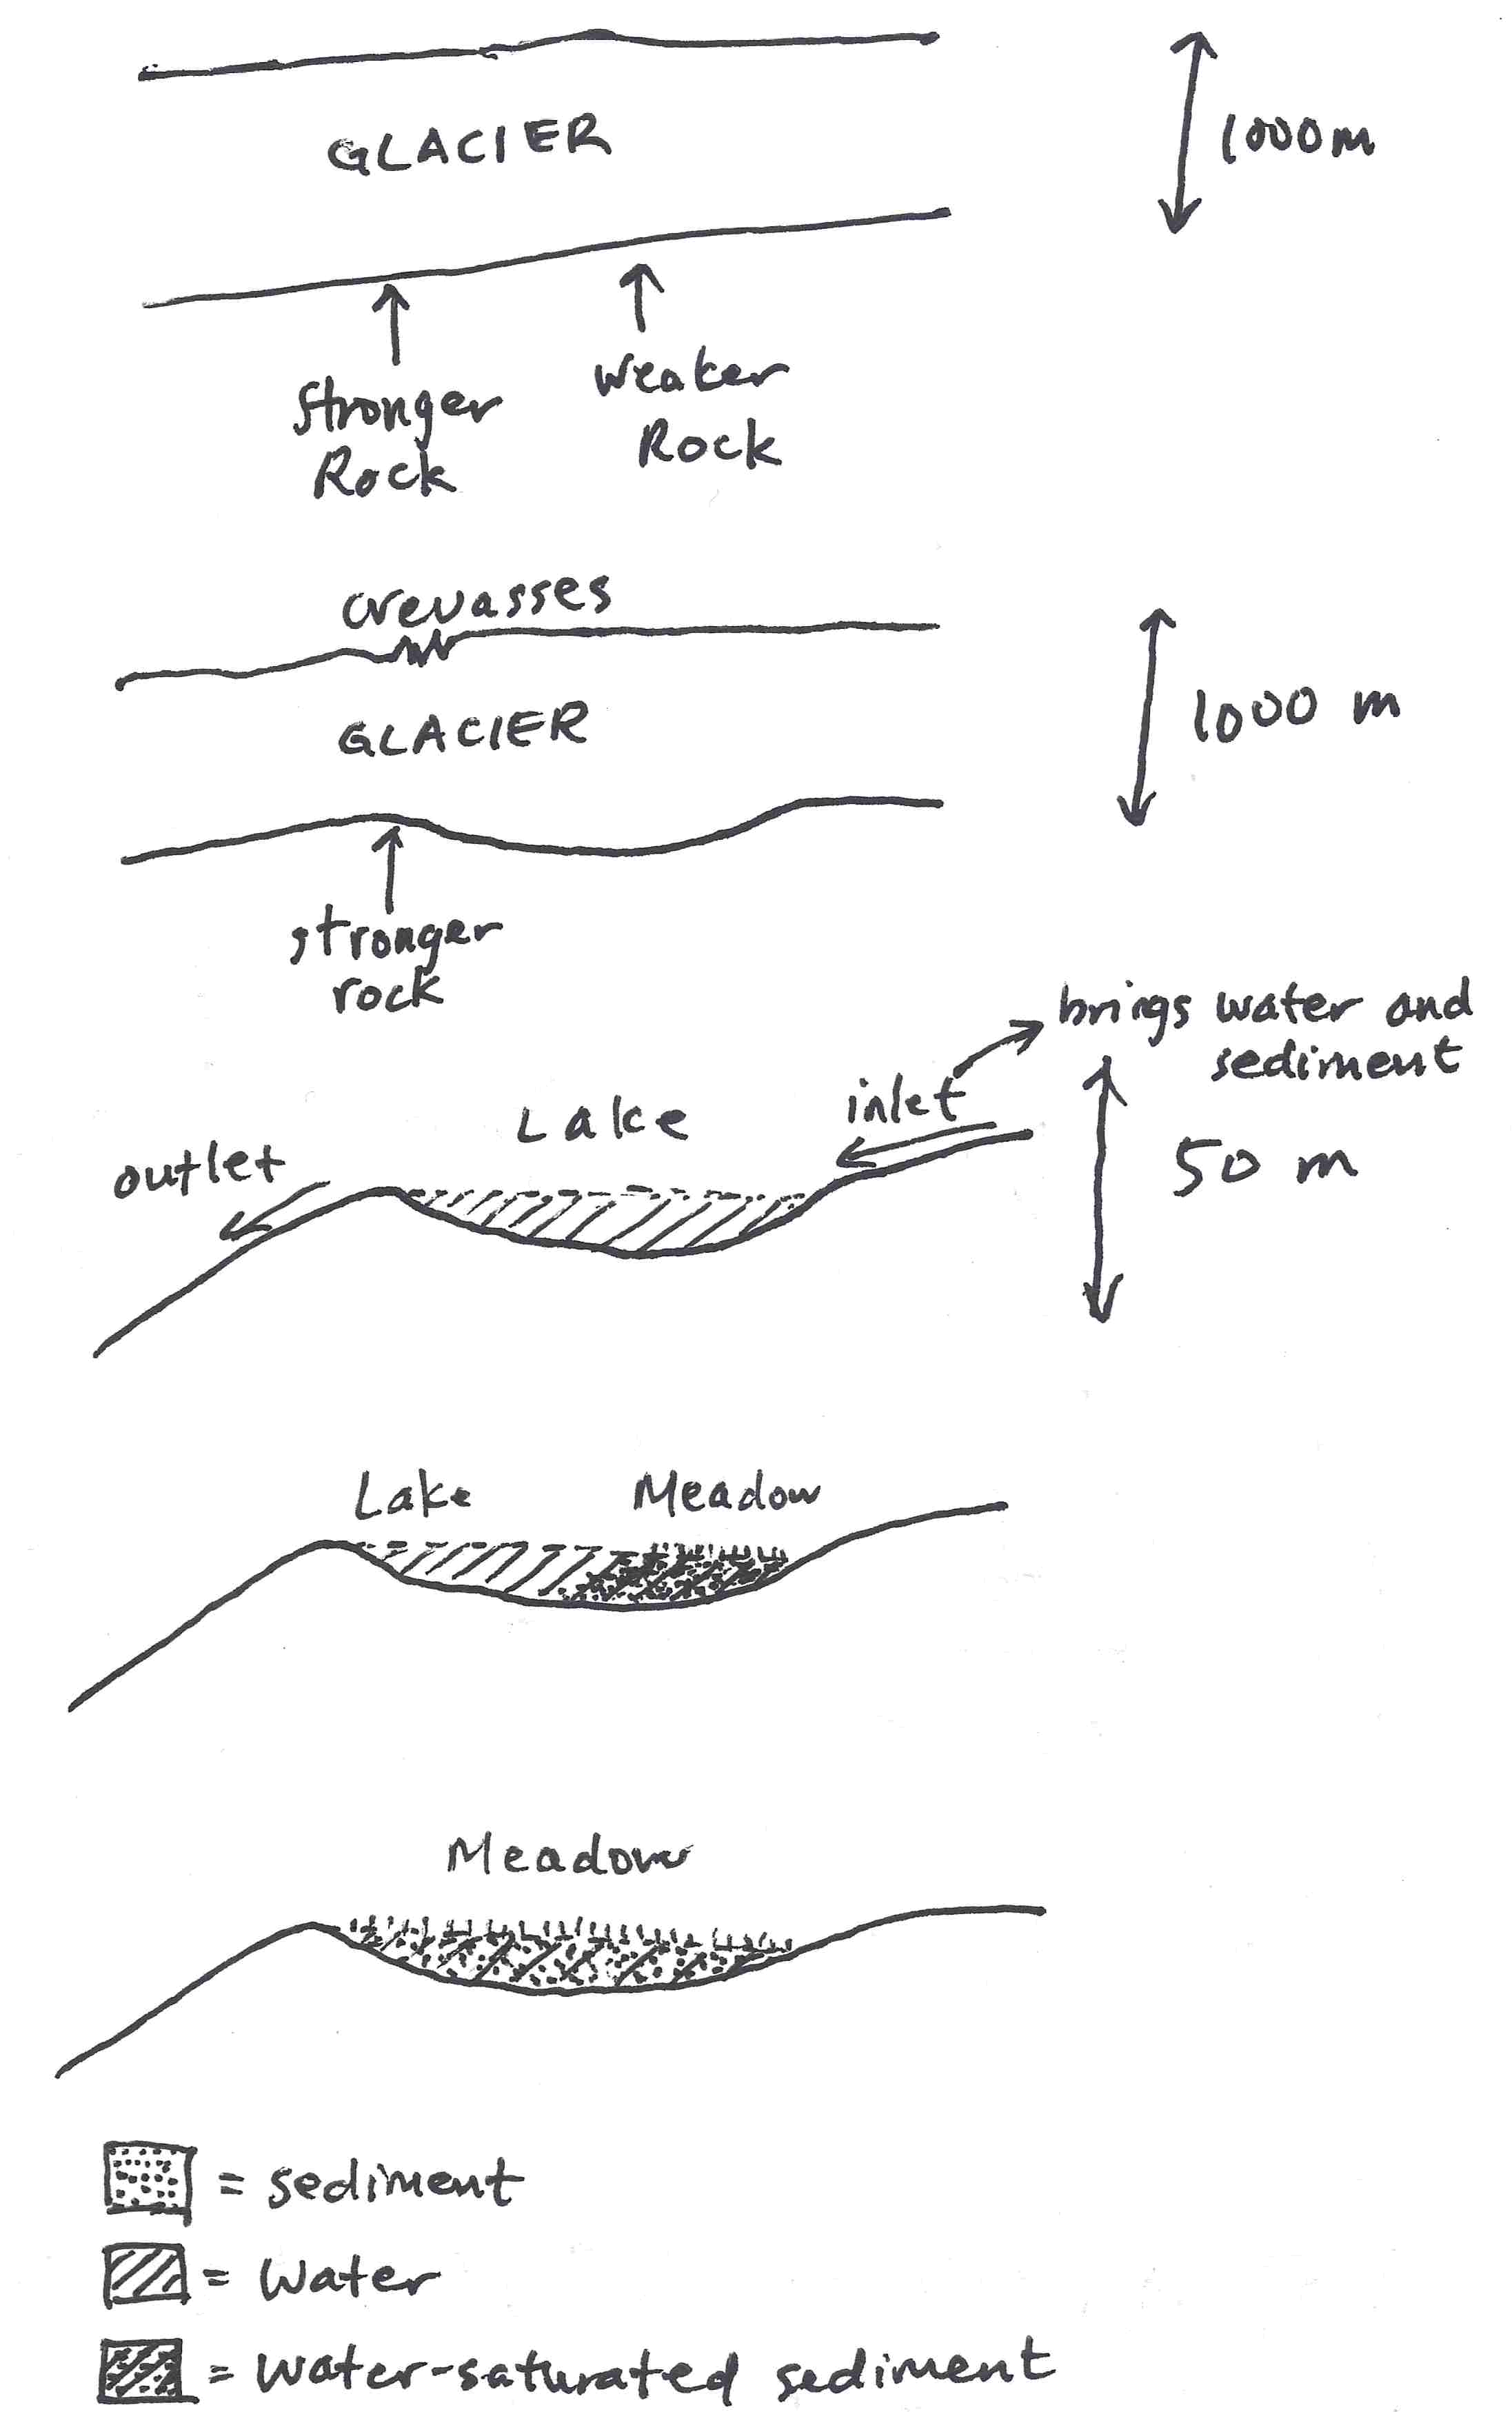 GLACIER
1000m
Stronger
Rock
Weaker
Rock
crevasses
GLACIER
1000 m
stronger
rock
brings water and
sediment
inlet
Lake
outlet
50 m
Lake
Meadow
Meadow
= sediment
= Water
= Water-saturated sediment